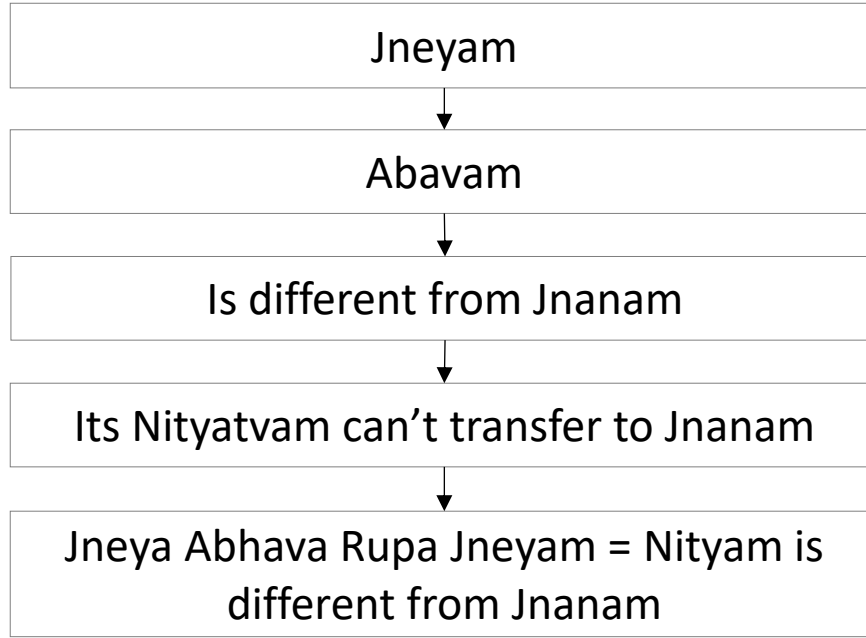 Jneyam
Abavam
Is different from Jnanam
Its Nityatvam can’t transfer to Jnanam
Jneya Abhava Rupa Jneyam = Nityam is
different from Jnanam